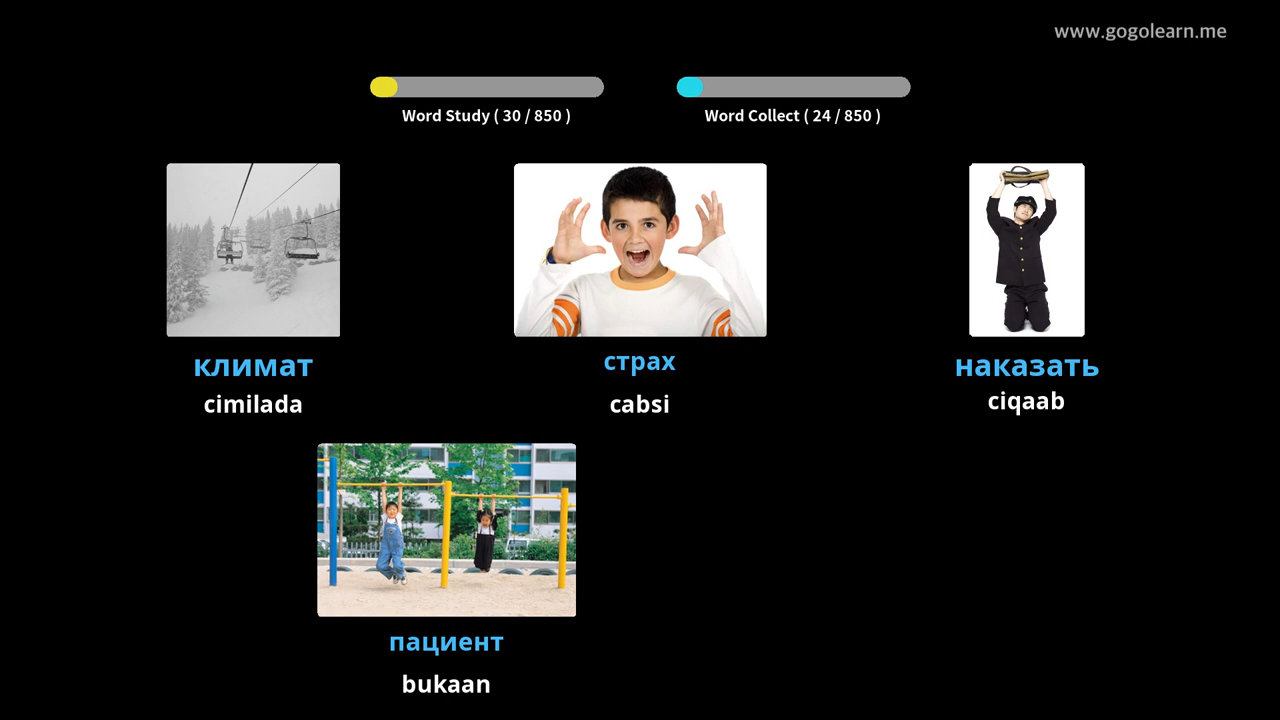 www.gogolearn.me
Word Study ( 30 / 850 )
Word Collect ( 24 / 850 )
климат
cimilada
страх
cabsi
наказать
ciqaab
пациент
bukaan